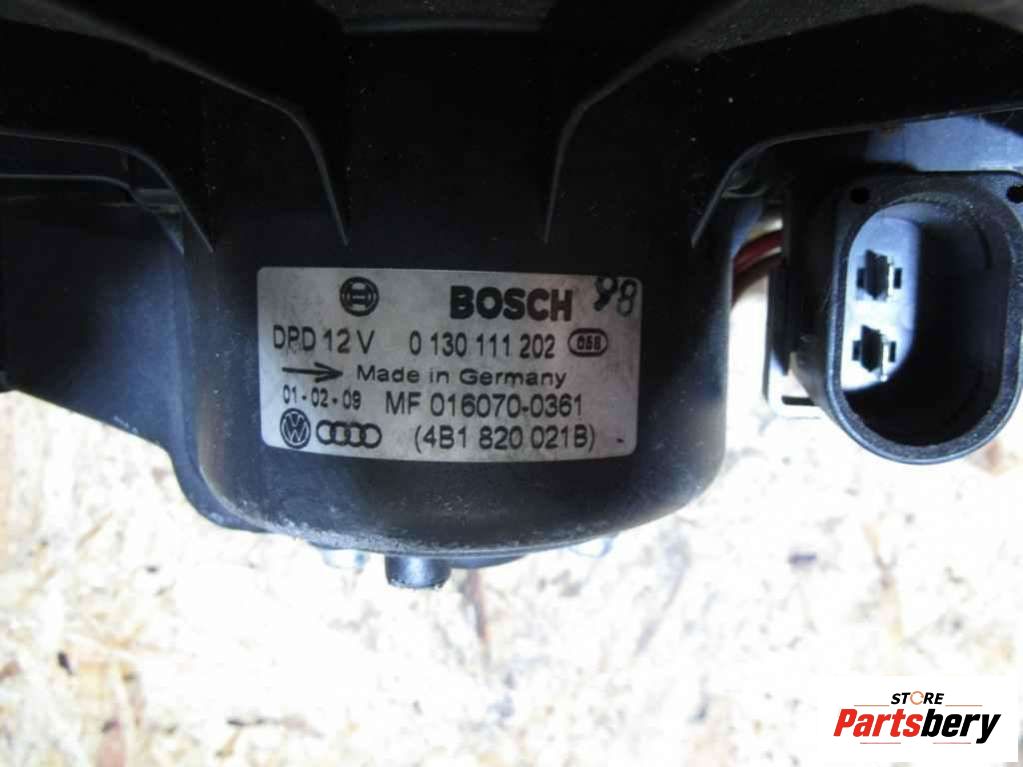 BOSCH 98
DPD 12 V 0 130 111 202 068
Made in Germany
01-02-09 MF 016070-0361
(4B1 820 021B)
STORE
Partsbery